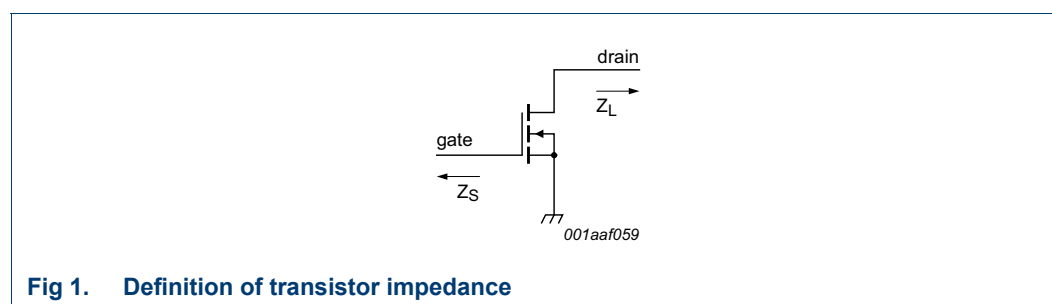 drain
Z_L
gate
Z_S
001aaf059
Fig 1. Definition of transistor impedance